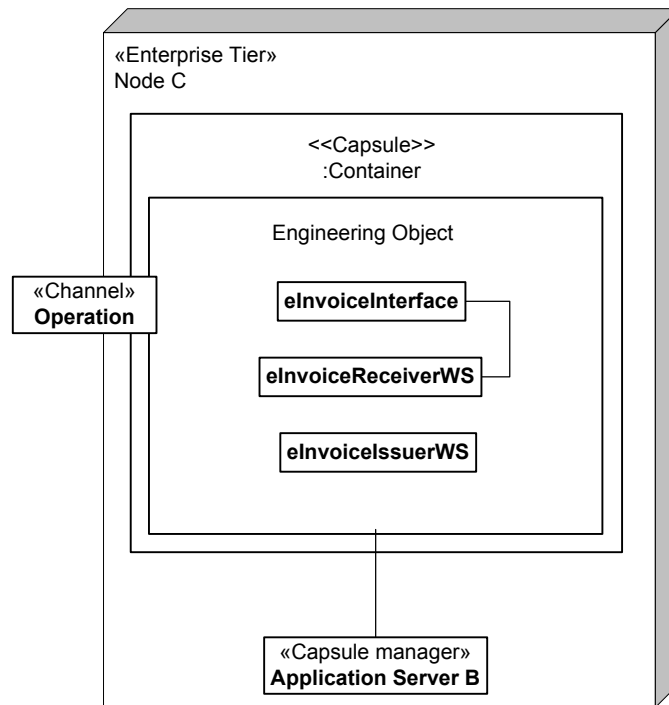 «Enterprise Tier»
Node C
<<Capsule>>
:Container
Engineering Object
«Channel»
Operation
eInvoiceInterface
eInvoiceReceiverWS
eInvoiceIssuerWS
«Capsule manager»
Application Server B